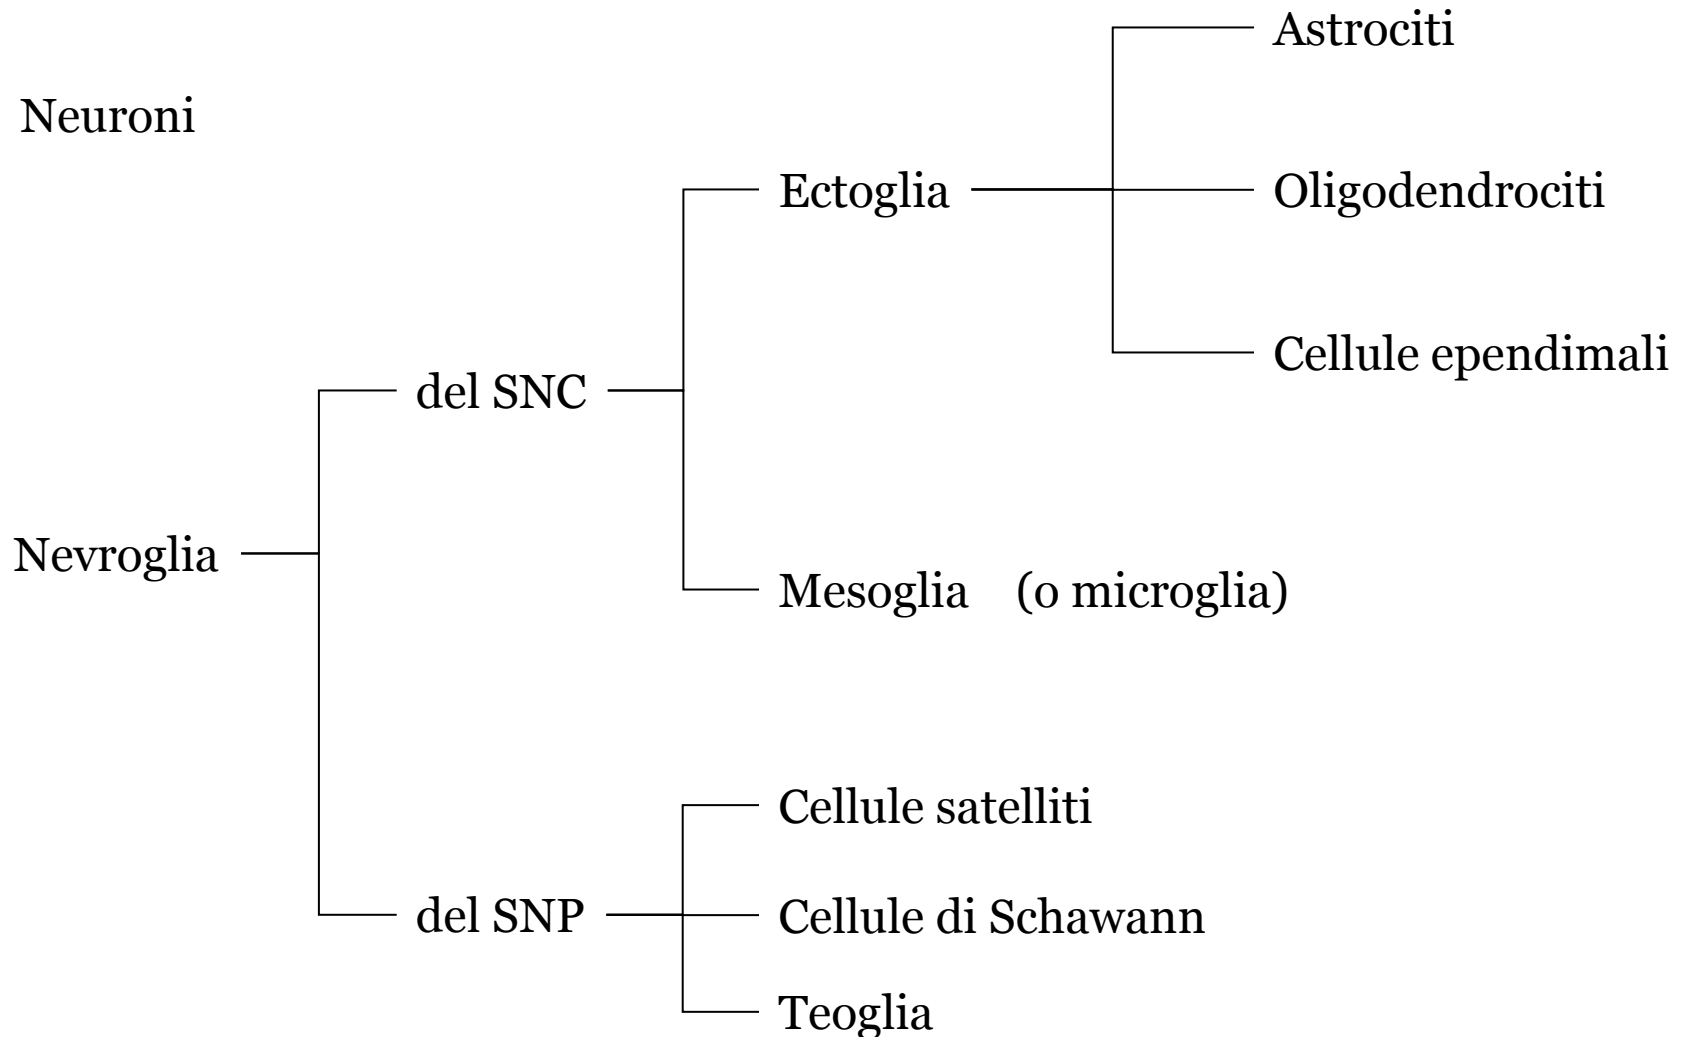 Astrociti
Neuroni
Ectoglia
Oligodendrociti
Cellule ependimali
del SNC
Nevroglia
Mesoglia (o microglia)
Cellule satelliti
del SNP
Cellule di Schawann
Teoglia